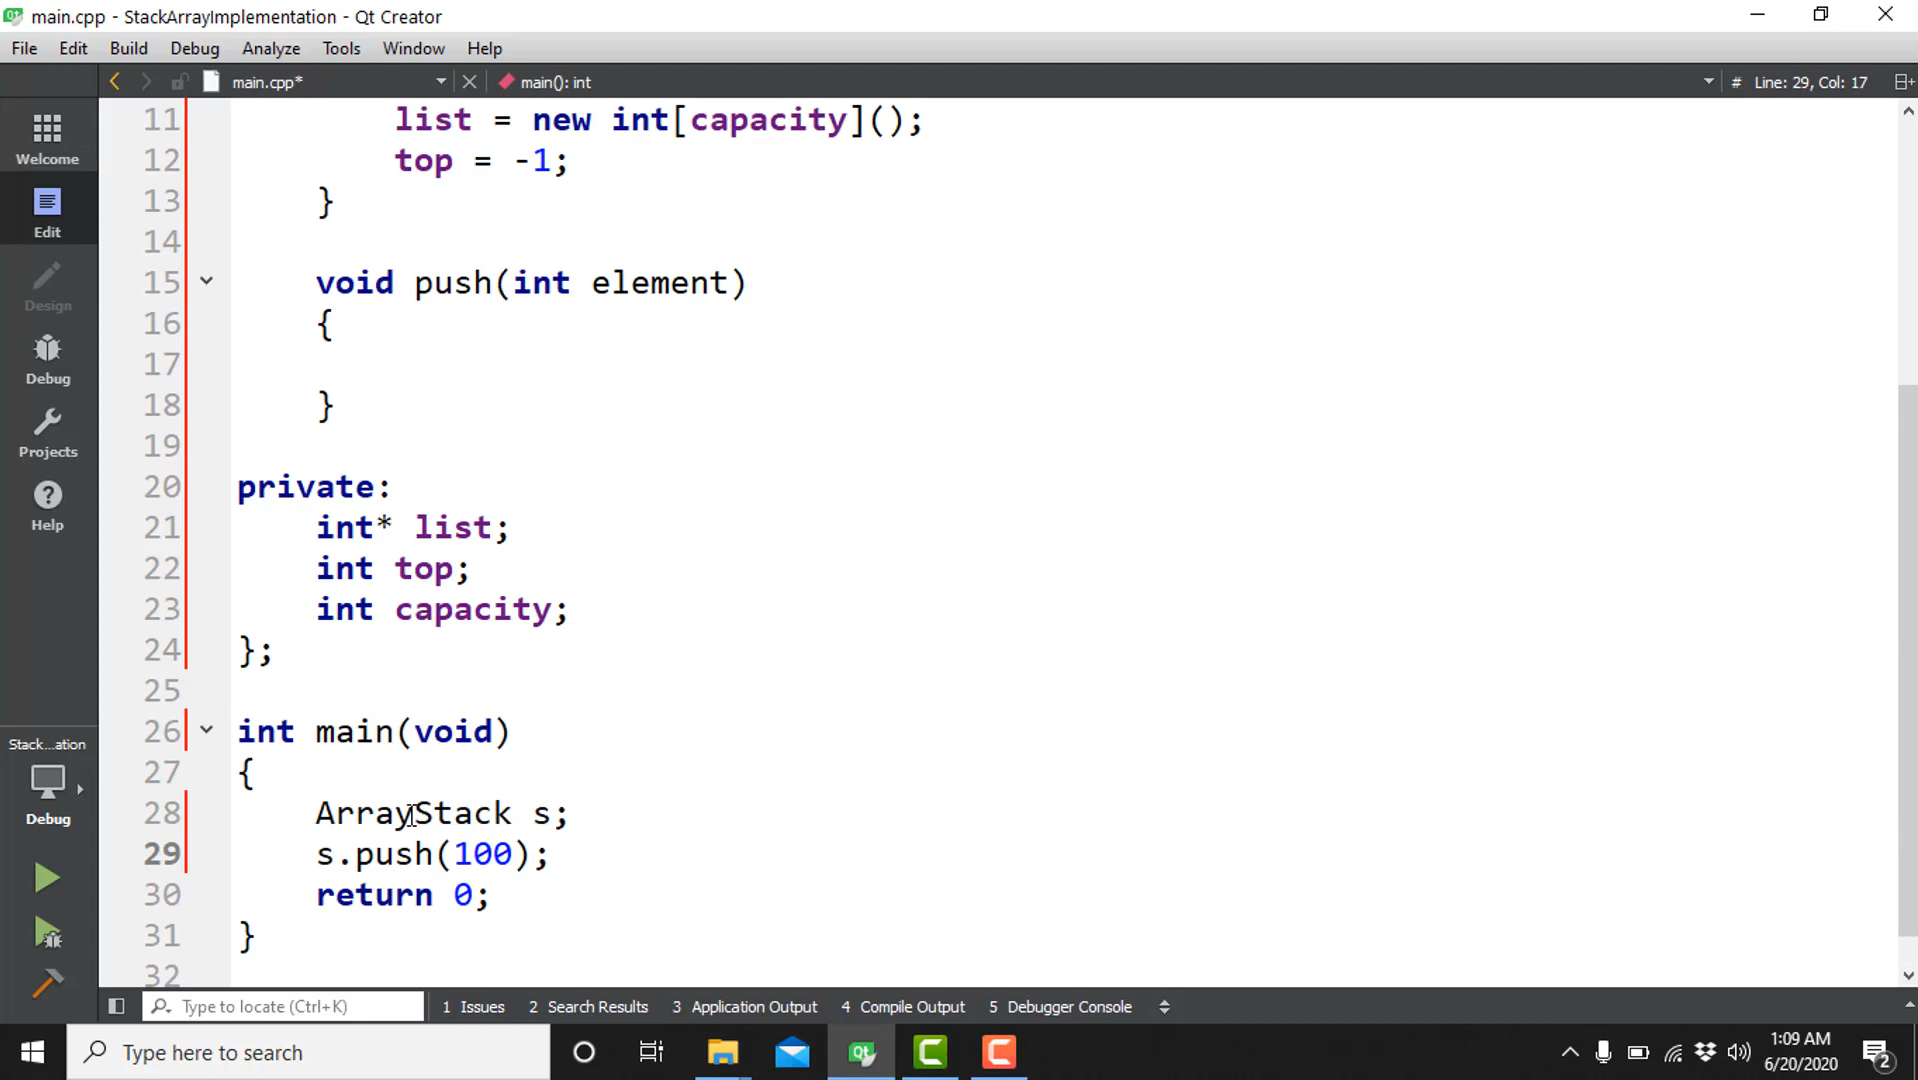 main.cpp - StackArrayImplementation - Qt Creator
File Edit Build Debug Analyze Tools Window Help
main.cpp* main(): int # Line: 29, Col: 17
Welcome
Edit
Design
Debug
Projects
Help
Stack...ation
Debug
11 list = new int[capacity]();
12 top = -1;
13 }
14
15 void push(int element)
16 {
17
18 }
19
20 private:
21 int* list;
22 int top;
23 int capacity;
24 };
25
26 int main(void)
27 {
28 ArrayStack s;
29 s.push(100);
30 return 0;
31 }
32
Type to locate (Ctrl+K) 1 Issues 2 Search Results 3 Application Output 4 Compile Output 5 Debugger Console
Type here to search
1:09 AM
6/20/2020
2